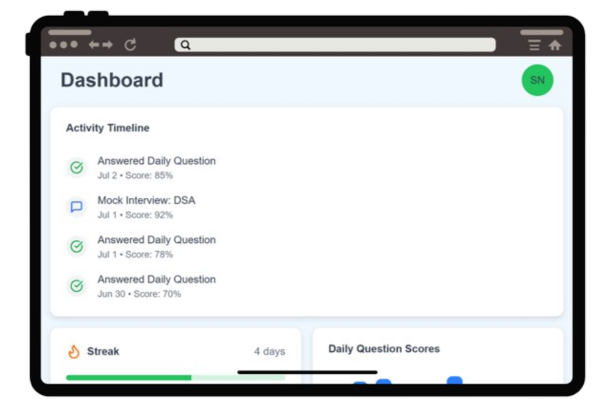 Dashboard
SN
Activity Timeline
Answered Daily Question
Jul 2 • Score: 85%
Mock Interview: DSA
Jul 1 • Score: 92%
Answered Daily Question
Jul 1 • Score: 78%
Answered Daily Question
Jun 30 • Score: 70%
Streak
4 days
Daily Question Scores